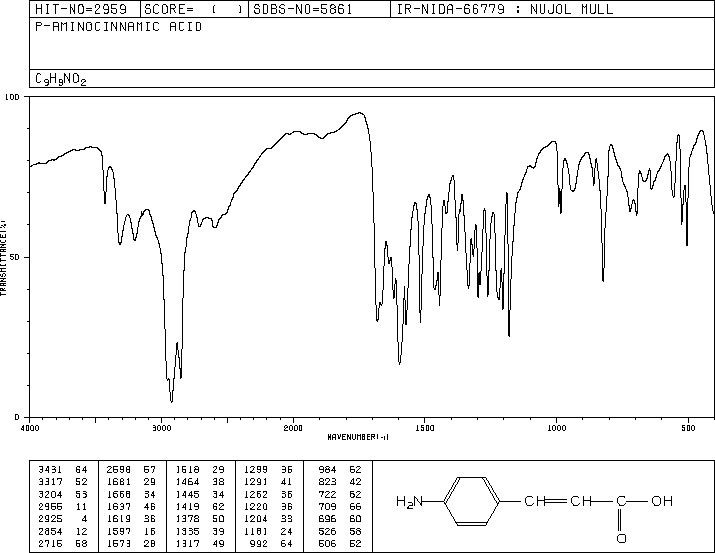 HIT-NO=2959 SCORE= ( ) SDBS-NO=5861 IR-NIDA-66779 : NUJOL MULL
P-AMINOCINNAMIC ACID
C₉H₉NO₂
100
50
0
TRANSMITTANCE(%)
4000 3000 2000 1500 1000 500
WAVENUMBER(-1)
3431 64 2598 57 1518 29 1299 36 984 62
3317 52 1681 29 1464 38 1291 41 823 42
3204 53 1668 34 1445 34 1262 36 722 62
2955 11 1637 46 1419 62 1220 36 709 66
2925 4 1619 36 1378 50 1204 33 696 60
2854 12 1597 16 1335 39 1181 24 526 58
2715 58 1573 28 1317 49 992 64 506 52
H₂N CH CH C OH
O